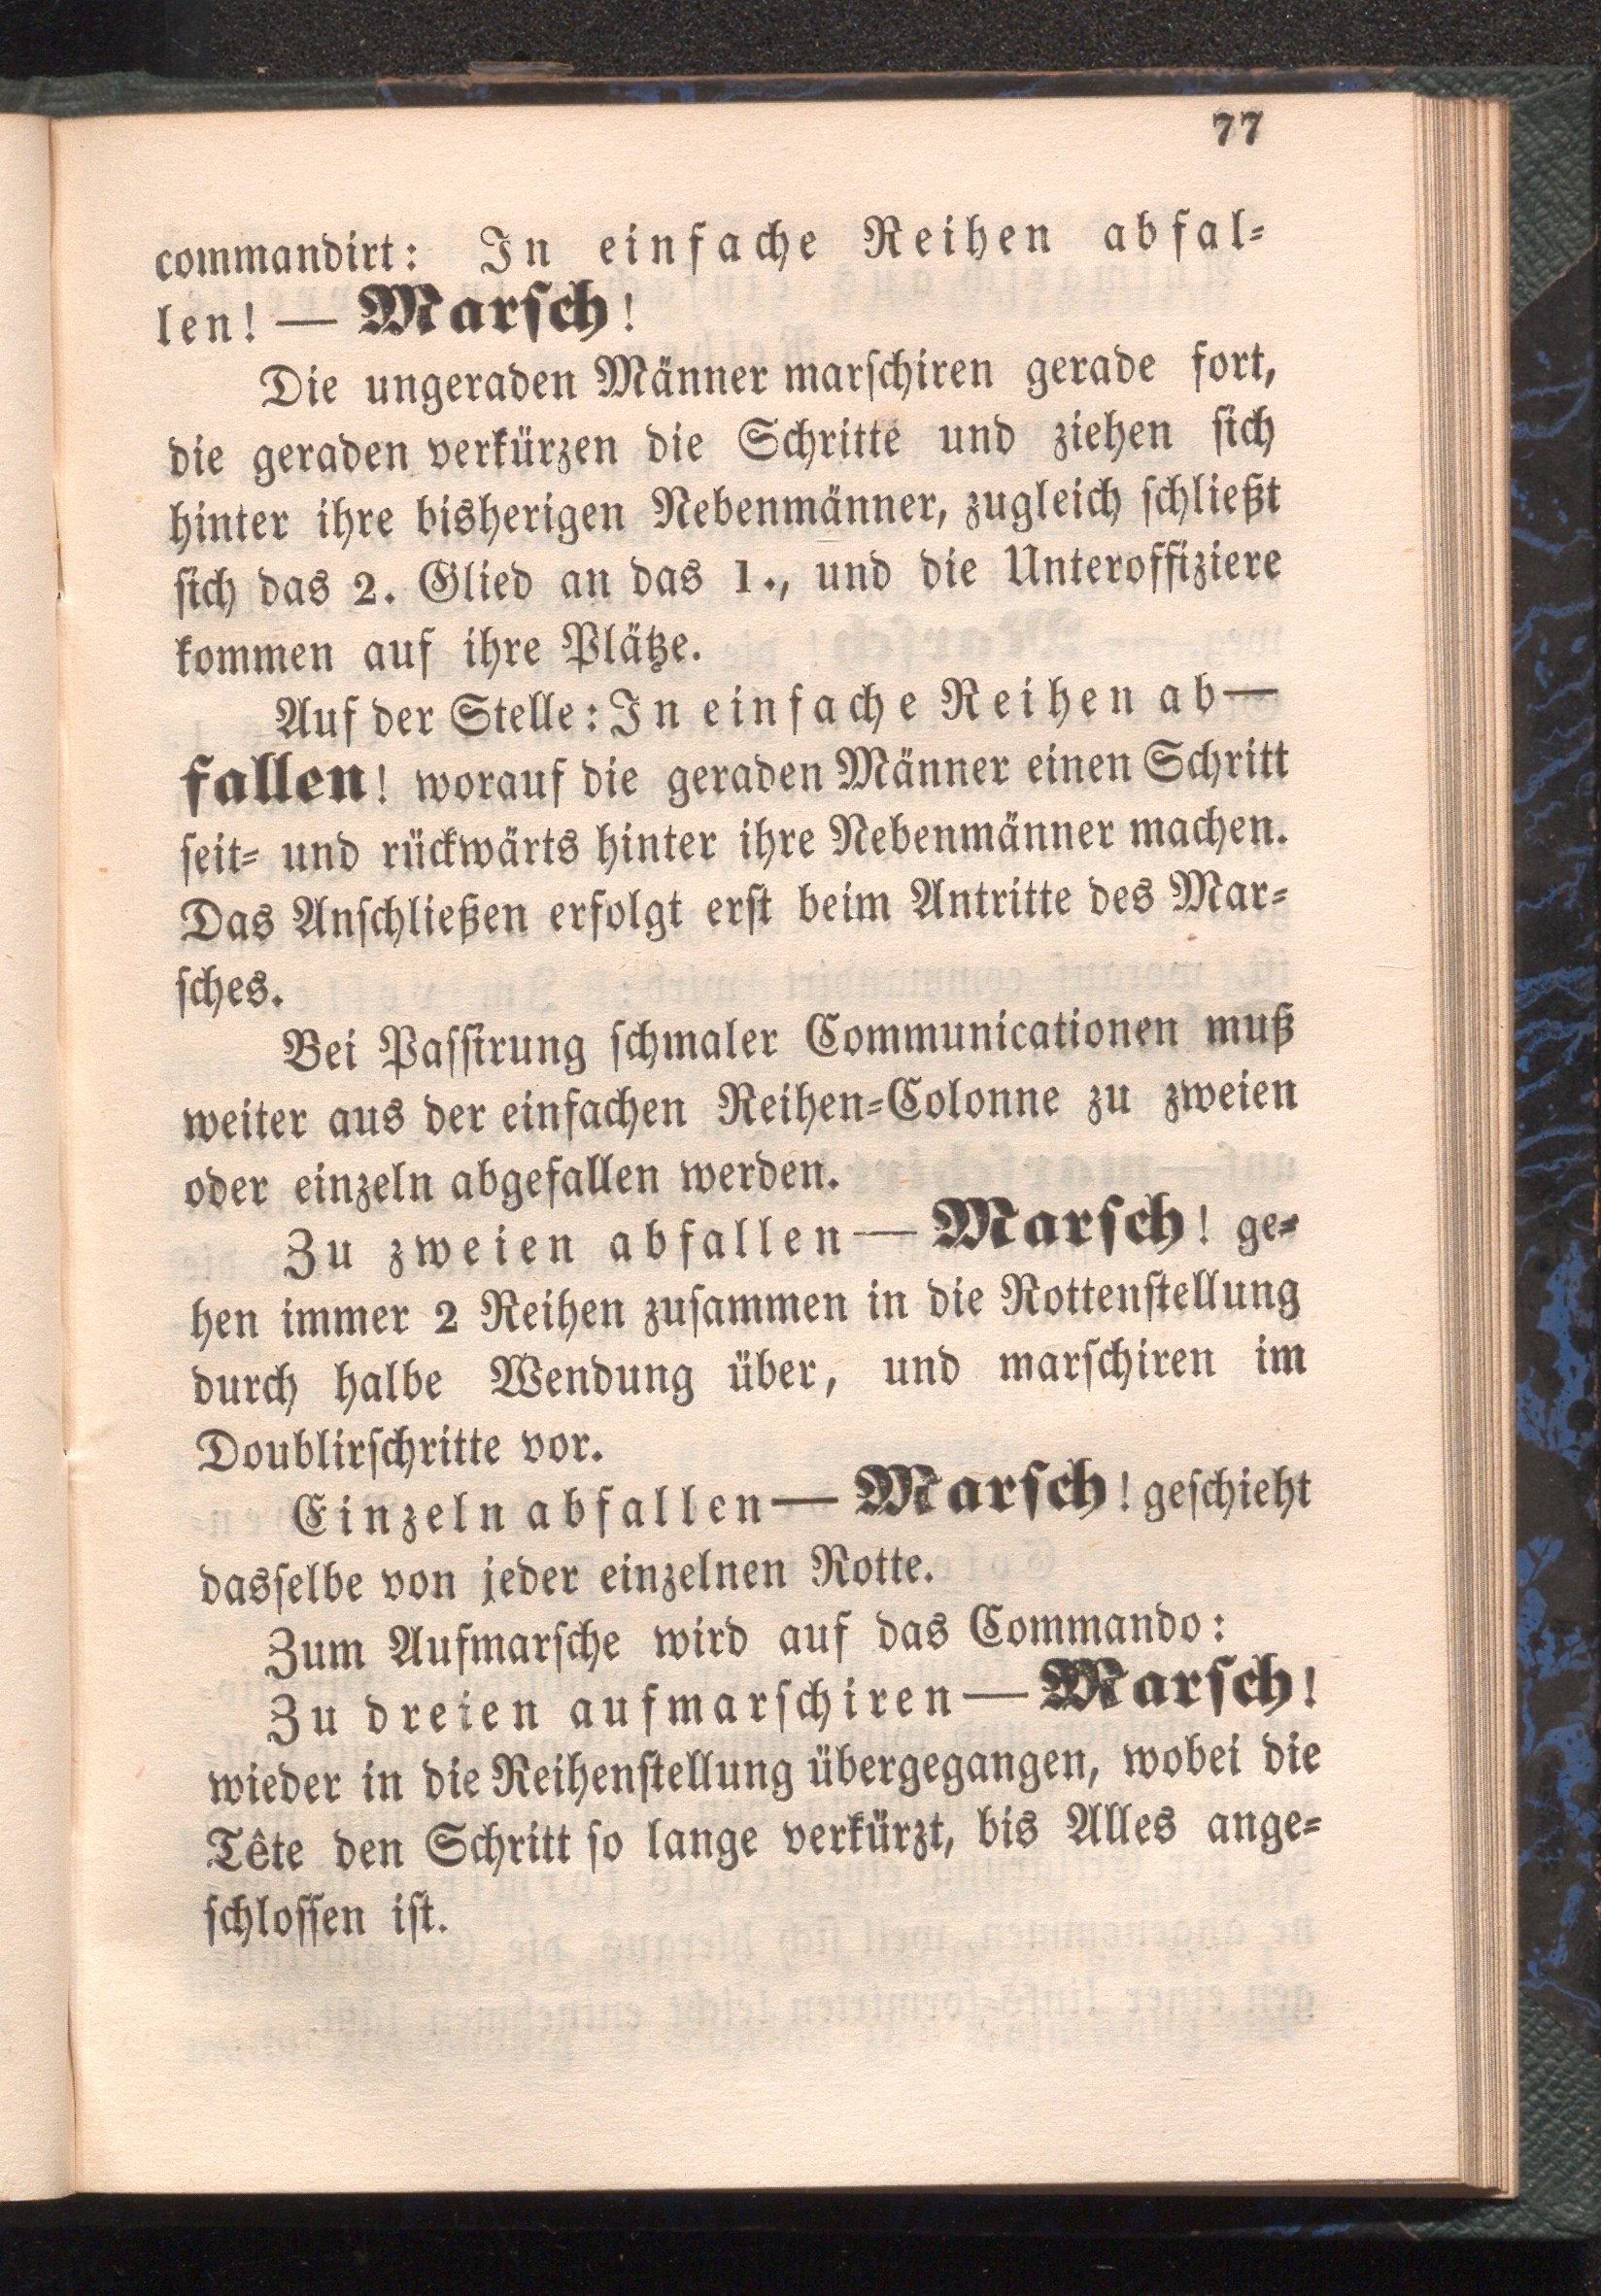 77
commandirt: In einfache Reihen abfal-
len! — Marsch!
Die ungeraden Männer marschiren gerade fort,
die geraden verkürzen die Schritte und ziehen sich
hinter ihre bisherigen Nebenmänner, zugleich schließt
sich das 2. Glied an das 1., und die Unteroffiziere
kommen auf ihre Plätze.
Auf der Stelle: In einfache Reihen ab—
fallen! worauf die geraden Männer einen Schritt
seit- und rückwärts hinter ihre Nebenmänner machen.
Das Anschließen erfolgt erst beim Antritte des Mar-
sches.
Bei Passirung schmaler Communicationen muß
weiter aus der einfachen Reihen-Colonne zu zweien
oder einzeln abgefallen werden.
Zu zweien abfallen — Marsch! ge-
hen immer 2 Reihen zusammen in die Rottenstellung
durch halbe Wendung über, und marschiren im
Doublirschritte vor.
Einzeln abfallen — Marsch! geschieht
dasselbe von jeder einzelnen Rotte.
Zum Aufmarsche wird auf das Commando:
Zu dreien aufmarschiren — Marsch!
wieder in die Reihenstellung übergegangen, wobei die
Tête den Schritt so lange verkürzt, bis Alles ange-
schlossen ist.